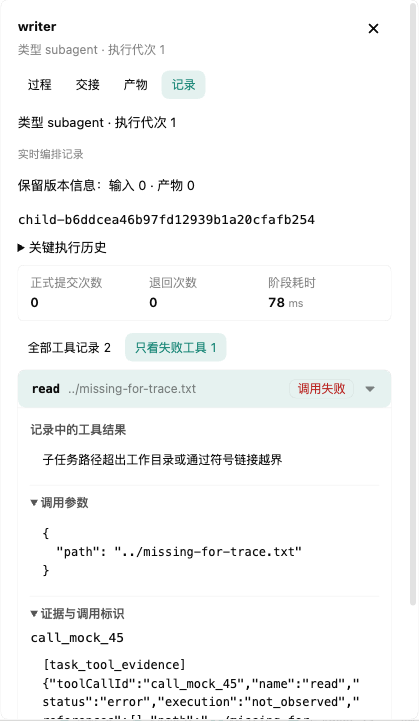 writer
类型 subagent · 执行代次 1
过程 交接 产物 记录
类型 subagent · 执行代次 1
实时编排记录
保留版本信息：输入 0 · 产物 0
child-b6ddcea46b97fd12939b1a20cfafb254
关键执行历史
正式提交次数 退回次数 阶段耗时
0 0 78 ms
全部工具记录 2 只看失败工具 1
read ../missing-for-trace.txt 调用失败
记录中的工具结果
子任务路径超出工作目录或通过符号链接越界
调用参数
{
"path": "../missing-for-trace.txt"
}
证据与调用标识
call_mock_45
[task_tool_evidence]
{"toolCallId":"call_mock_45","name":"read","
status":"error","execution":"not_observed","
references":[],"path":"../missing-for-